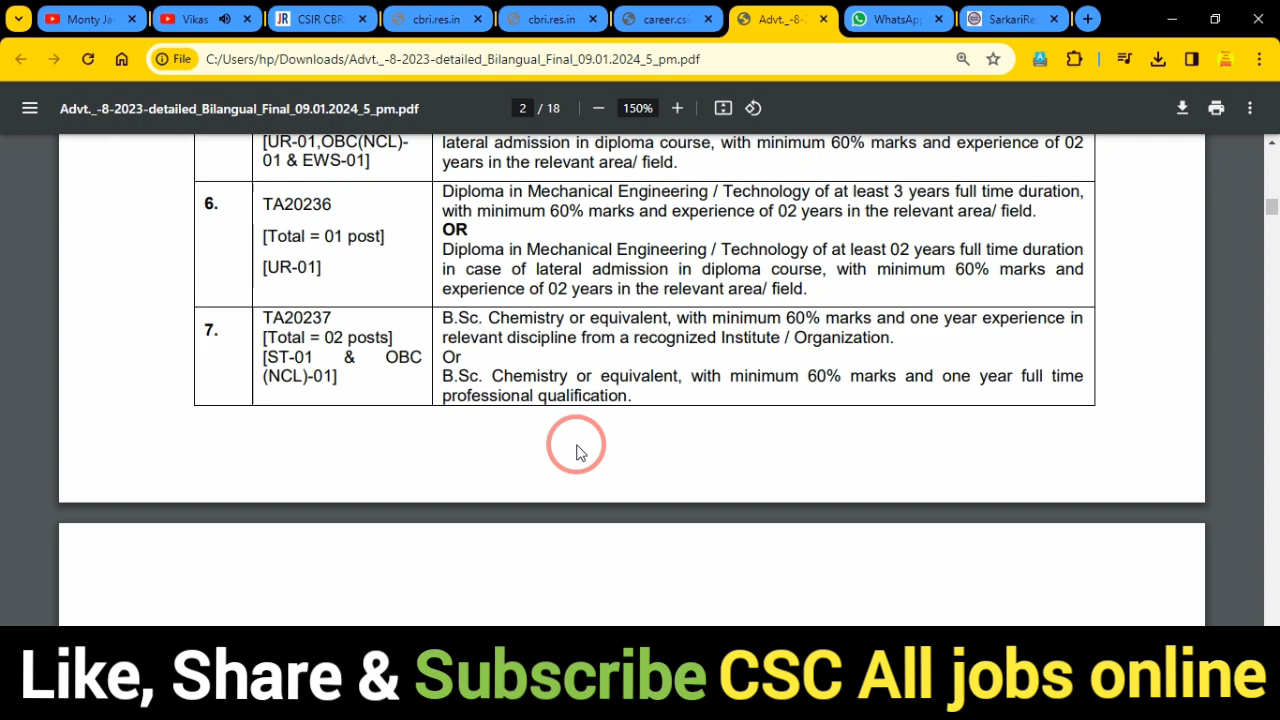 Monty Ja
Vikas
JR CSIR CBRI
cbri.res.in
cbri.res.in
career.csi
Advt._-8-
WhatsApp
SarkariRe
File
C:/Users/hp/Downloads/Advt._-8-2023-detailed_Bilangual_Final_09.01.2024_5_pm.pdf
Advt._-8-2023-detailed_Bilangual_Final_09.01.2024_5_pm.pdf
2 / 18
150%
[UR-01,OBC(NCL)-
01 & EWS-01]
lateral admission in diploma course, with minimum 60% marks and experience of 02
years in the relevant area/ field.
6.
TA20236
[Total = 01 post]
[UR-01]
Diploma in Mechanical Engineering / Technology of at least 3 years full time duration,
with minimum 60% marks and experience of 02 years in the relevant area/ field.
OR
Diploma in Mechanical Engineering / Technology of at least 02 years full time duration
in case of lateral admission in diploma course, with minimum 60% marks and
experience of 02 years in the relevant area/ field.
7.
TA20237
[Total = 02 posts]
[ST-01 & OBC
(NCL)-01]
B.Sc. Chemistry or equivalent, with minimum 60% marks and one year experience in
relevant discipline from a recognized Institute / Organization.
Or
B.Sc. Chemistry or equivalent, with minimum 60% marks and one year full time
professional qualification.
Like, Share & Subscribe CSC All jobs online